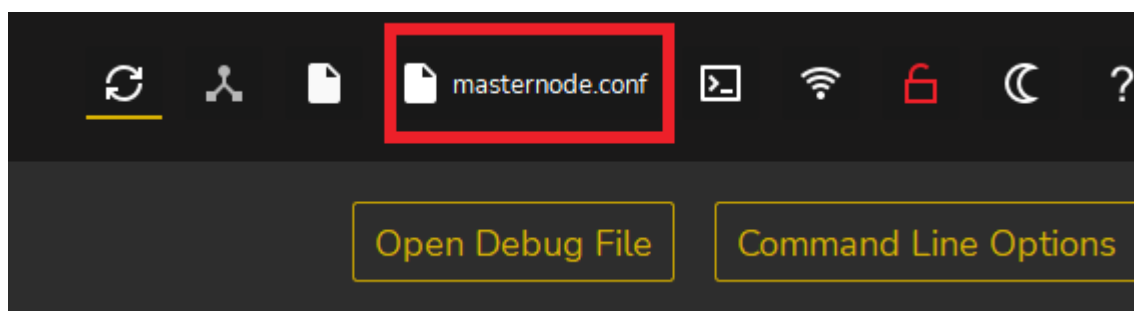 masternode.conf
?
Open Debug File
Command Line Options